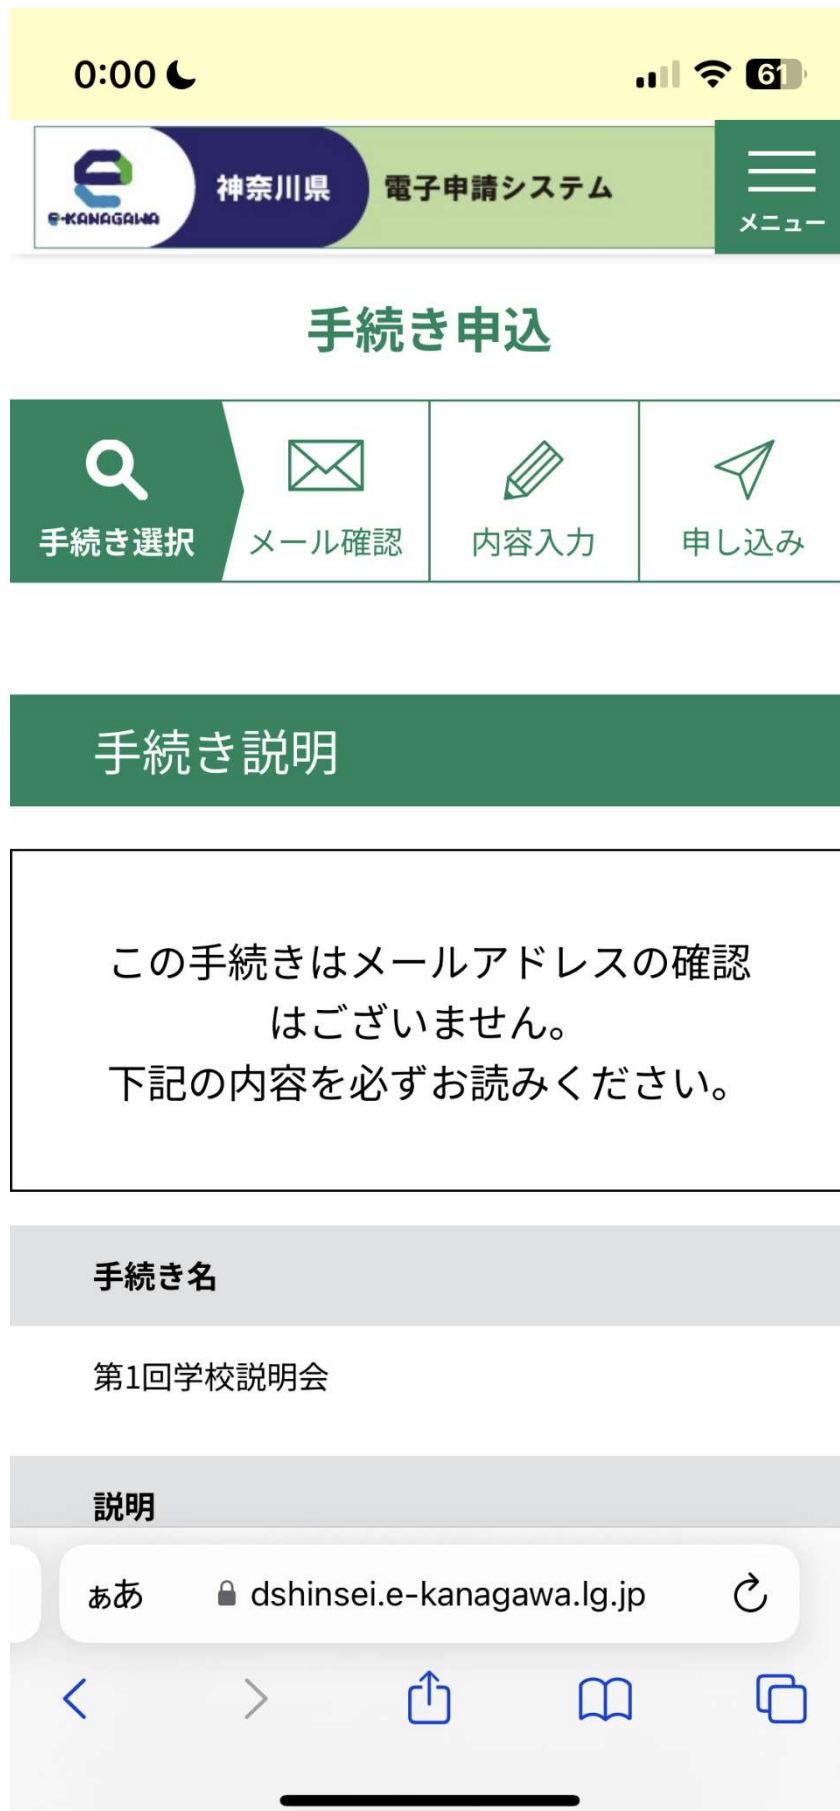 0:00
61
e-KANAGAWA
神奈川県
電子申請システム
メニュー
手続き申込
手続き選択
メール確認
内容入力
申し込み
手続き説明
この手続きはメールアドレスの確認
はございません。
下記の内容を必ずお読みください。
手続き名
第1回学校説明会
説明
ぁあ
dshinsei.e-kanagawa.lg.jp